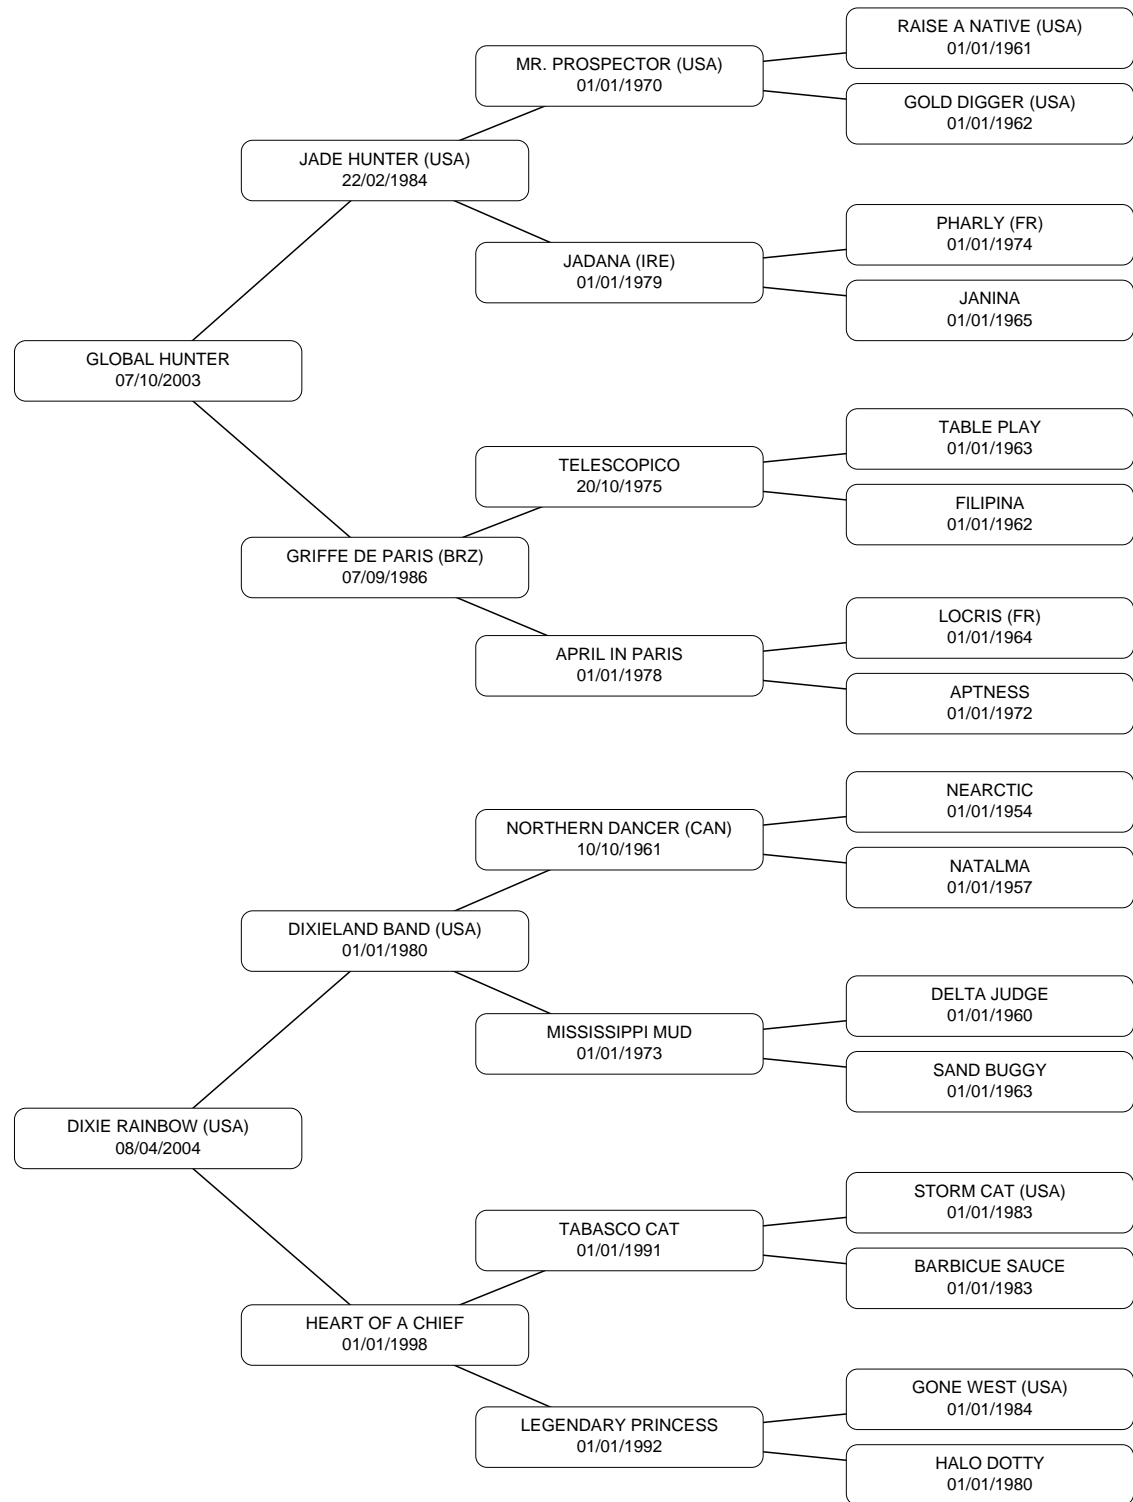 RAISE A NATIVE (USA)
01/01/1961
MR. PROSPECTOR (USA)
01/01/1970
GOLD DIGGER (USA)
01/01/1962
JADE HUNTER (USA)
22/02/1984
PHARLY (FR)
01/01/1974
JADANA (IRE)
01/01/1979
JANINA
01/01/1965
GLOBAL HUNTER
07/10/2003
TABLE PLAY
01/01/1963
TELESCOPICO
20/10/1975
FILIPINA
01/01/1962
GRIFFE DE PARIS (BRZ)
07/09/1986
LOCRIS (FR)
01/01/1964
APRIL IN PARIS
01/01/1978
APTNESS
01/01/1972
NEARCTIC
01/01/1954
NORTHERN DANCER (CAN)
10/10/1961
NATALMA
01/01/1957
DIXIELAND BAND (USA)
01/01/1980
DELTA JUDGE
01/01/1960
MISSISSIPPI MUD
01/01/1973
SAND BUGGY
01/01/1963
DIXIE RAINBOW (USA)
08/04/2004
STORM CAT (USA)
01/01/1983
TABASCO CAT
01/01/1991
BARBICUE SAUCE
01/01/1983
HEART OF A CHIEF
01/01/1998
GONE WEST (USA)
01/01/1984
LEGENDARY PRINCESS
01/01/1992
HALO DOTTY
01/01/1980